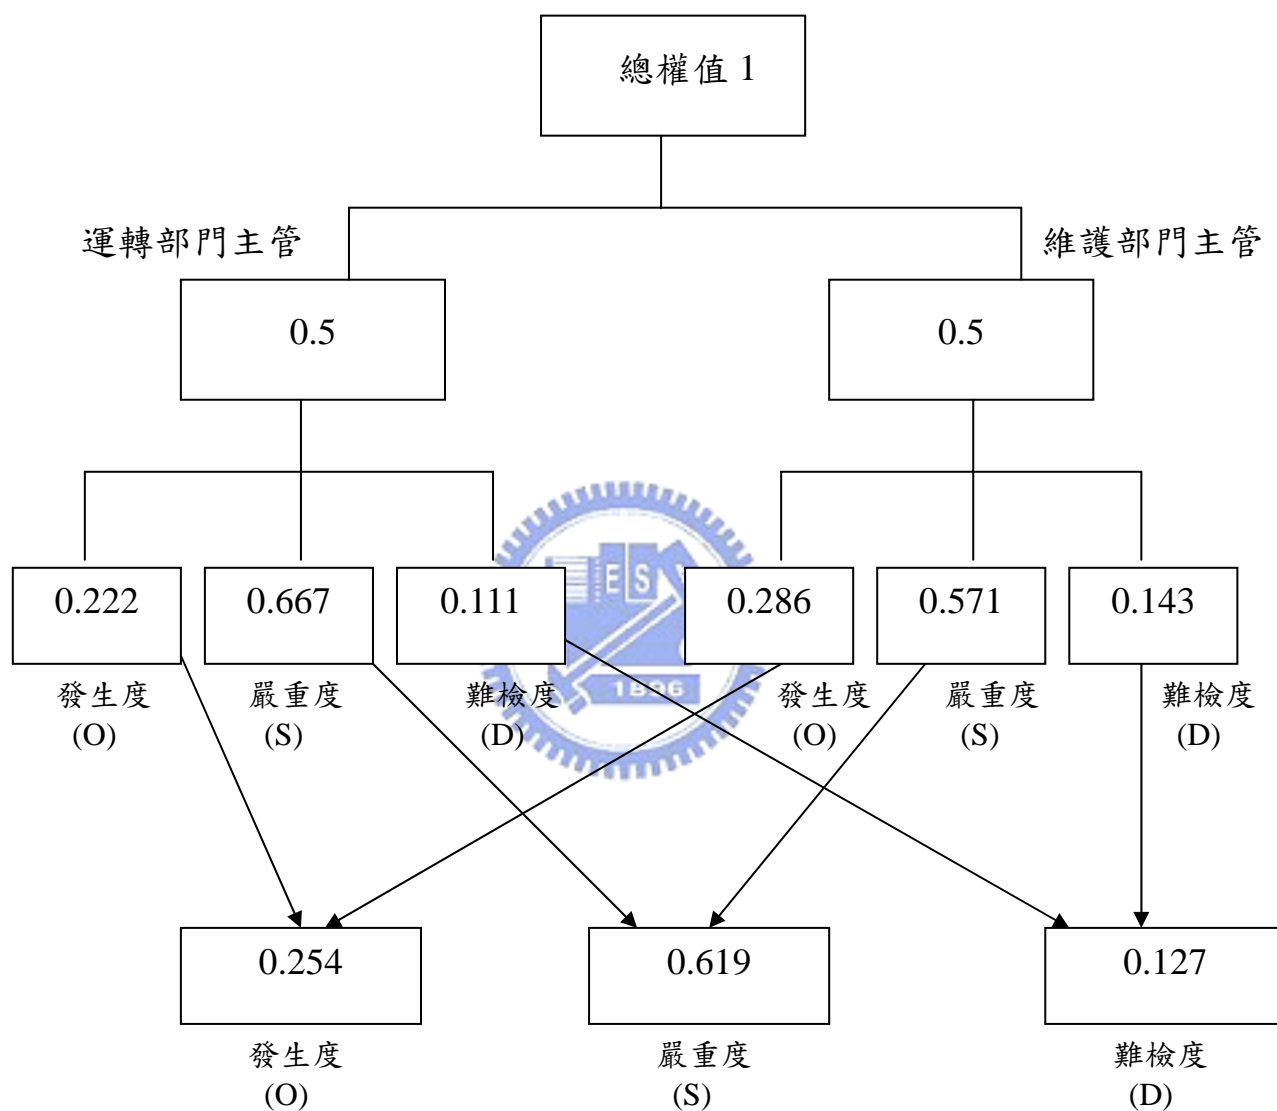 總權值 1
運轉部門主管
維護部門主管
0.5
0.5
0.222
0.667
0.111
0.286
0.571
0.143
發生度
(O)
嚴重度
(S)
難檢度
(D)
發生度
(O)
嚴重度
(S)
難檢度
(D)
E S
1896
0.254
0.619
0.127
發生度
(O)
嚴重度
(S)
難檢度
(D)